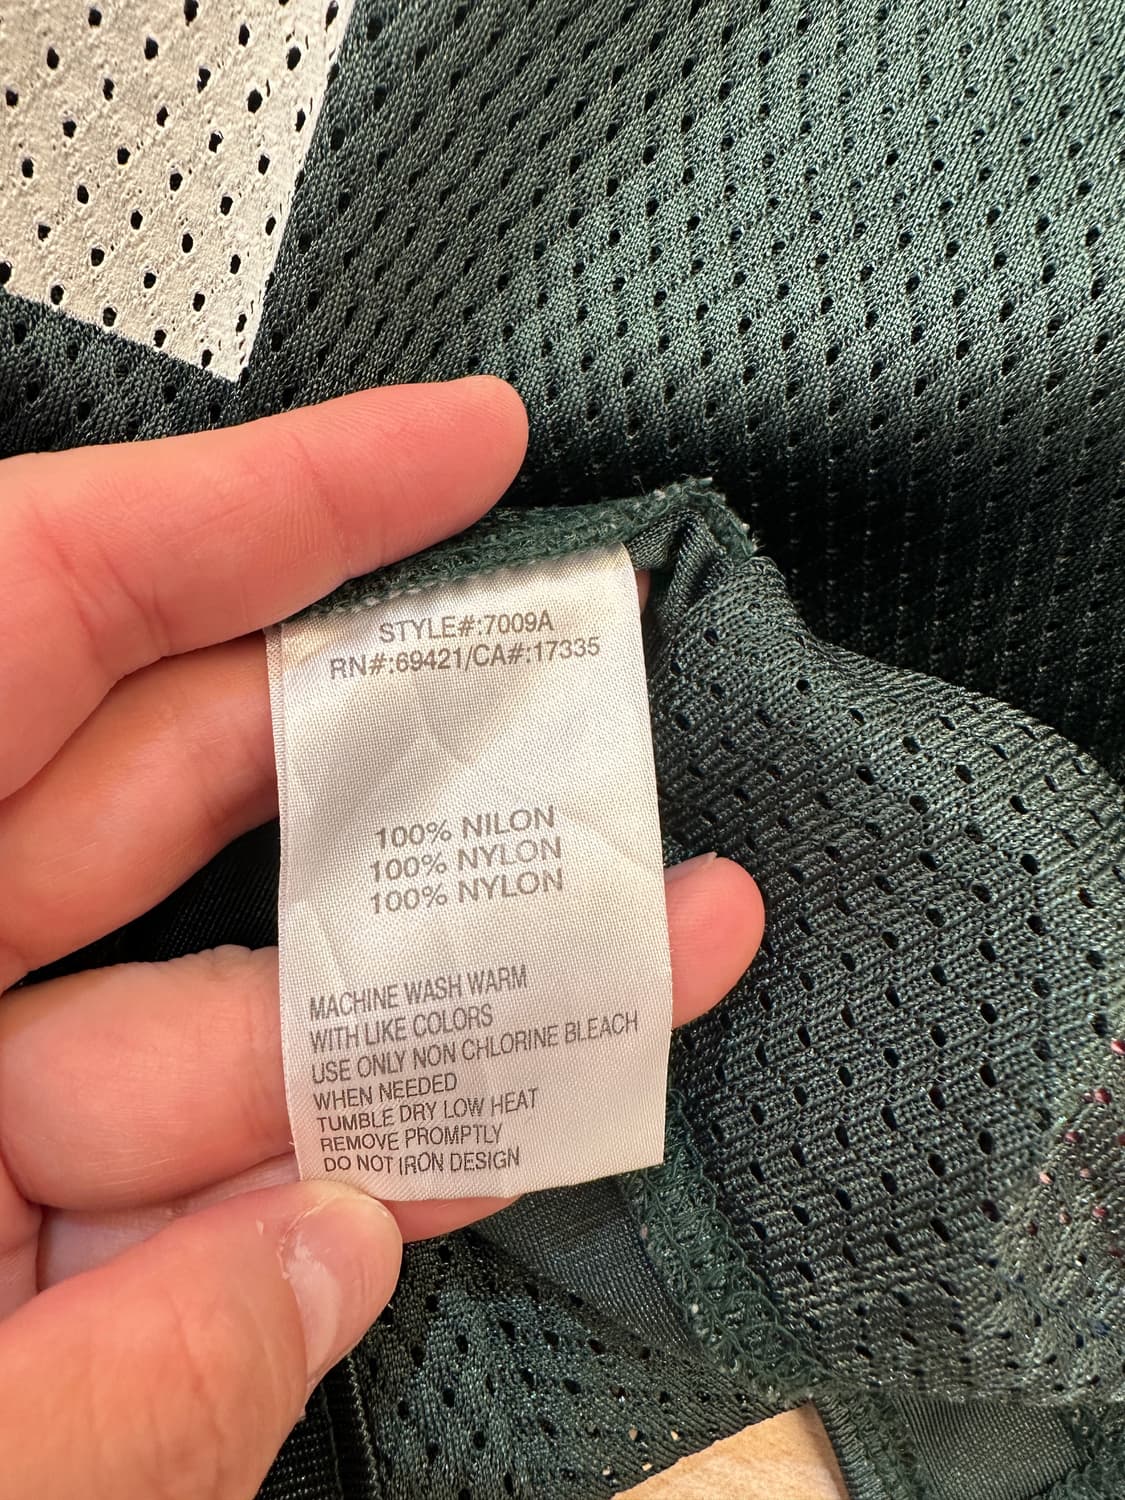 STYLE#:7009A
RN#:69421/CA#:17335
100% NILON
100% NYLON
100% NYLON
MACHINE WASH WARM
WITH LIKE COLORS
USE ONLY NON CHLORINE BLEACH
WHEN NEEDED
TUMBLE DRY LOW HEAT
REMOVE PROMPTLY
DO NOT IRON DESIGN